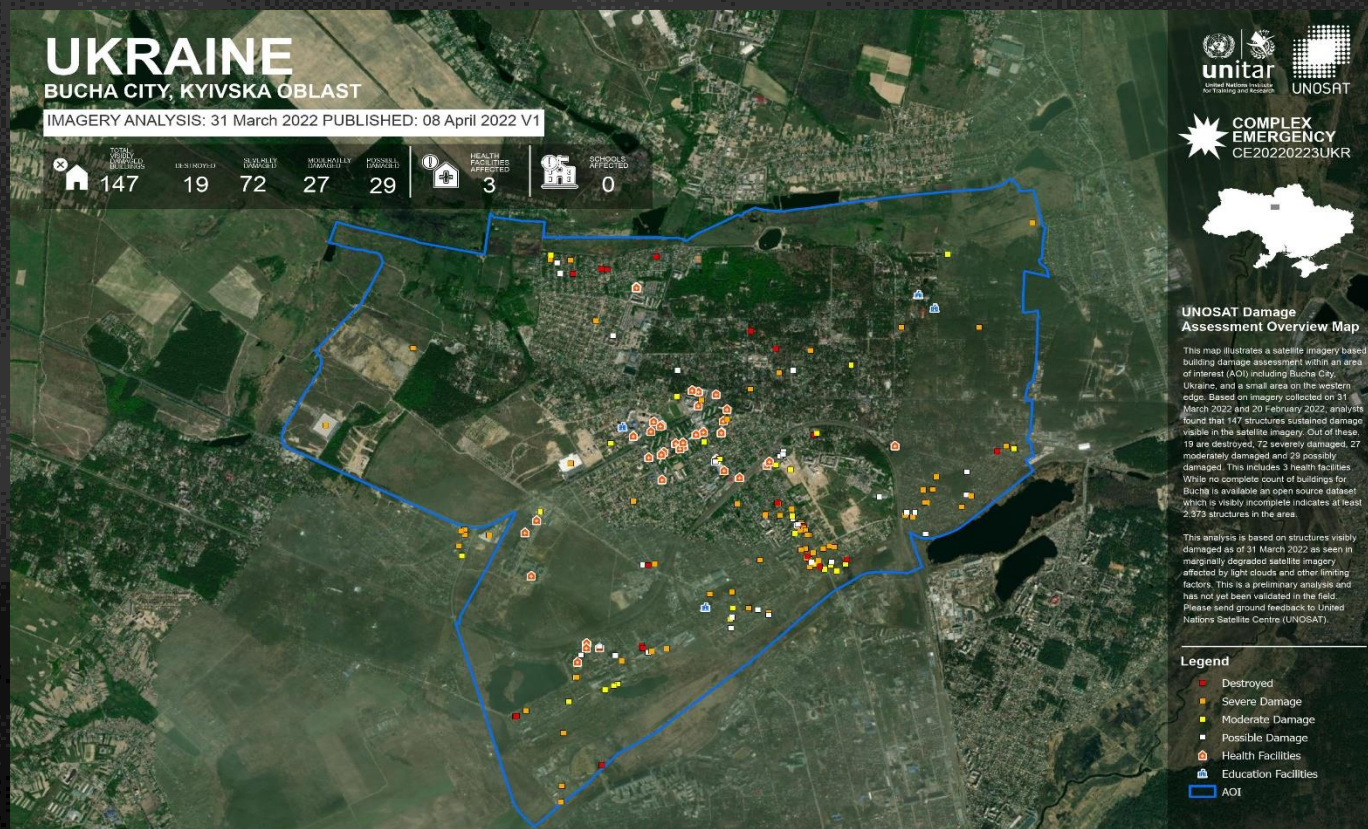 UKRAINE
BUCHA CITY, KYIVSKA OBLAST
IMAGERY ANALYSIS: 31 March 2022 PUBLISHED: 08 April 2022 V1
TOTAL
VISIBLY
DAMAGED
BUILDINGS
147
DESTROYED
19
SEVERELY
DAMAGED
72
MODERATELY
DAMAGED
27
POSSIBLY
DAMAGED
29
HEALTH
FACILITIES
AFFECTED
3
SCHOOLS
AFFECTED
0
unitar
United Nations Institute
for Training and Research
UNOSAT
COMPLEX
EMERGENCY
CE20220223UKR
UNOSAT Damage
Assessment Overview Map
This map illustrates a satellite imagery based
building damage assessment within an area
of interest (AOI) including Bucha City,
Ukraine, and a small area on the western
edge. Based on imagery collected on 31
March 2022 and 20 February 2022, analysts
found that 147 structures sustained damage
visible in the satellite imagery. Out of these,
19 are destroyed, 72 severely damaged, 27
moderately damaged and 29 possibly
damaged. This includes 3 health facilities.
While no complete count of buildings for
Bucha is available an open source dataset
which is visibly incomplete indicates at least
2,373 structures in the area.
This analysis is based on structures visibly
damaged as of 31 March 2022 as seen in
marginally degraded satellite imagery
affected by light clouds and other limiting
factors. This is a preliminary analysis and
has not yet been validated in the field.
Please send ground feedback to United
Nations Satellite Centre (UNOSAT).
Legend
Destroyed
Severe Damage
Moderate Damage
Possible Damage
Health Facilities
Education Facilities
AOI